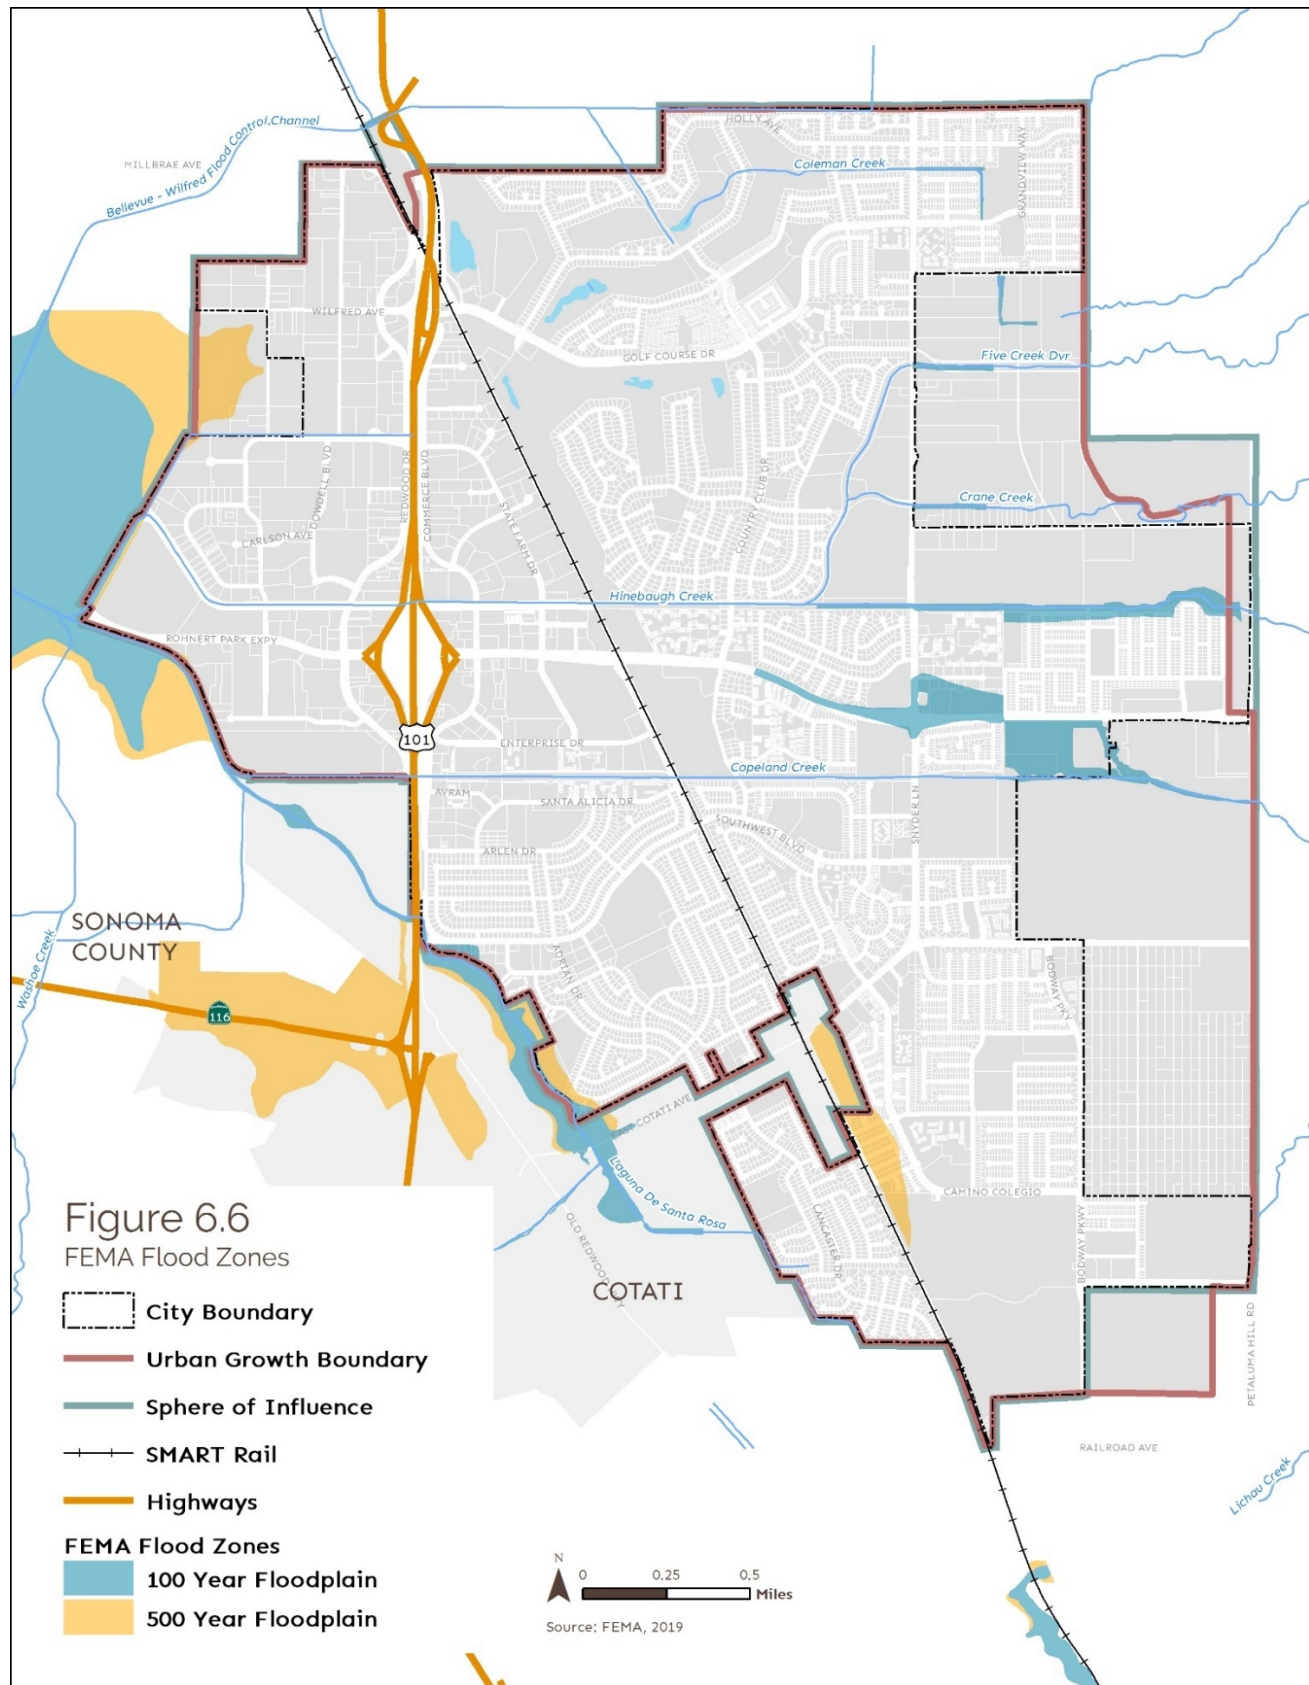 HOLLY AVE
Bellevue - Wilfred Flood Control Channel
MILLBRAE AVE
Coleman Creek
GRANDVIEW WAY
WILFRED AVE
GOLF COURSE DR
Five Creek Dvr
DOWDELL BLVD
REDWOOD DR
COMMERCE BLVD
STATE FARM DR
COUNTRY CLUB DR
Crane Creek
CARLSON AVE
Hinebaugh Creek
ROHNERT PARK EXPY
101
ENTERPRISE DR
Copeland Creek
AVRAM
SANTA ALICIA DR
SOUTHWEST BLVD
SNYDER LN
ARLEN DR
SONOMA
COUNTY
Washoe Creek
ADRIAN DR
BODWAY PKY
116
EAST COTATI AVE
Laguna De Santa Rosa
CAMINO COLEGIO
LANCASTER DR
BODWAY PKWY
OLD REDWOOD HY
COTATI
PETALUMA HILL RD
RAILROAD AVE
Lichau Creek
Figure 6.6
FEMA Flood Zones
City Boundary
Urban Growth Boundary
Sphere of Influence
SMART Rail
Highways
FEMA Flood Zones
100 Year Floodplain
500 Year Floodplain
N
0 0.25 0.5
Miles
Source: FEMA, 2019